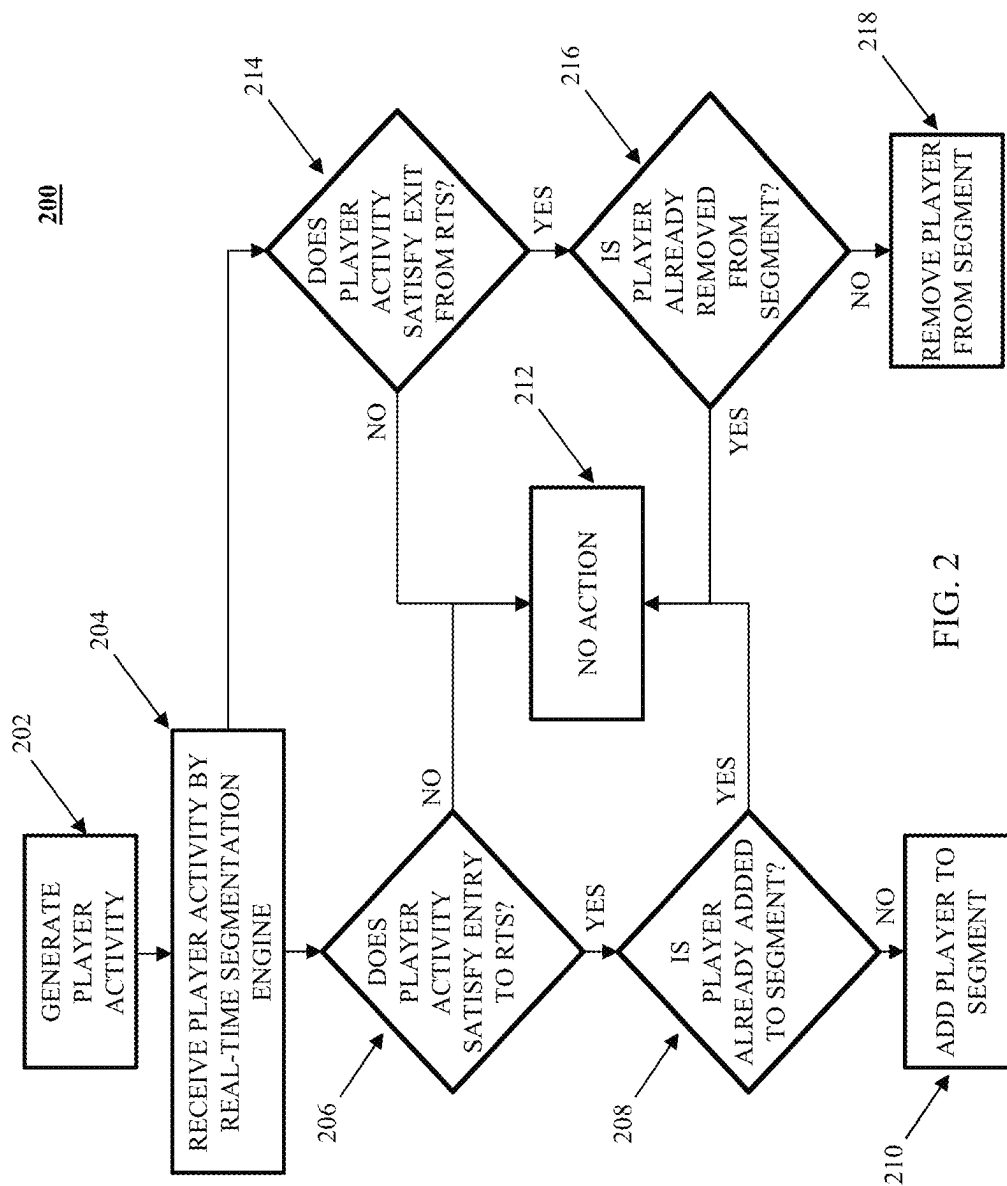 200
202
GENERATE
PLAYER
ACTIVITY
204
RECEIVE PLAYER ACTIVITY BY
REAL-TIME SEGMENTATION
ENGINE
206
DOES
PLAYER
ACTIVITY
SATISFY ENTRY
TO RTS?
NO
YES
208
IS
PLAYER
ALREADY ADDED
TO SEGMENT?
YES
NO
210
ADD PLAYER TO
SEGMENT
212
NO ACTION
214
DOES
PLAYER
ACTIVITY
SATISFY EXIT
FROM RTS?
NO
YES
216
IS
PLAYER
ALREADY
REMOVED
FROM
SEGMENT?
YES
NO
218
REMOVE PLAYER
FROM SEGMENT
FIG. 2